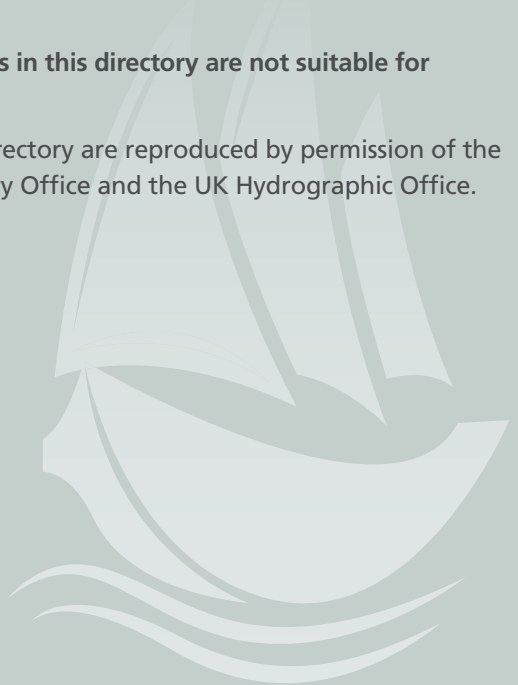 in this directory are not suitable for
are reproduced by permission of the
Office and the UK Hydrographic Office.